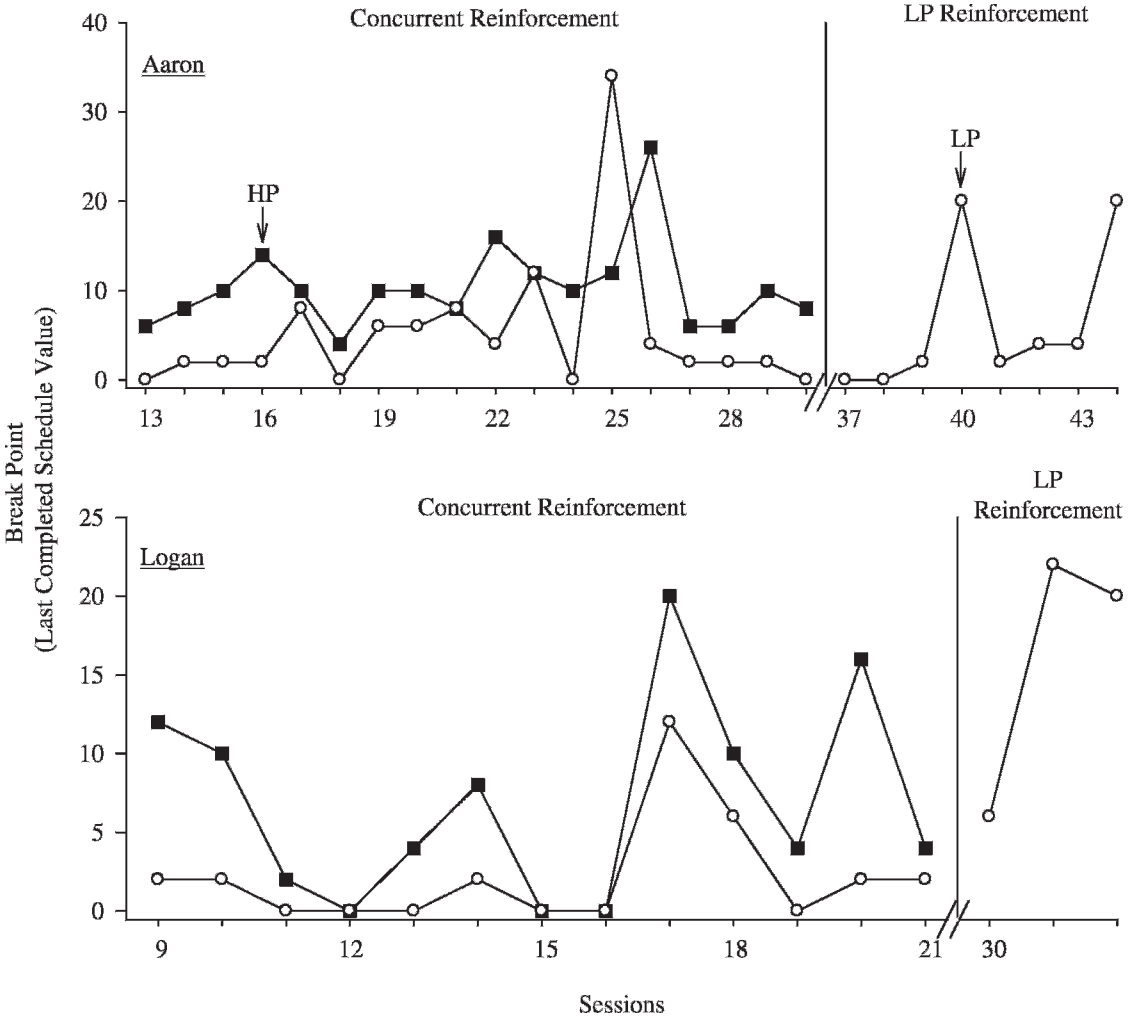 Concurrent Reinforcement
LP Reinforcement
Aaron
40
30
20
10
0
HP
LP
13
16
19
22
25
28
37
40
43
Break Point
(Last Completed Schedule Value)
Concurrent Reinforcement
LP
Reinforcement
Logan
25
20
15
10
5
0
9
12
15
18
21
30
Sessions